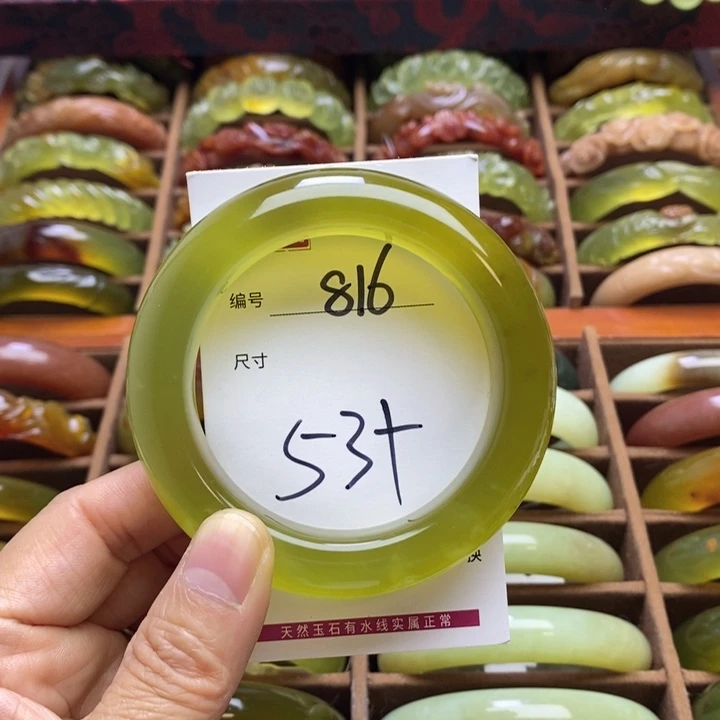 编号 816
尺寸
53+
天然玉石有水线实属正常